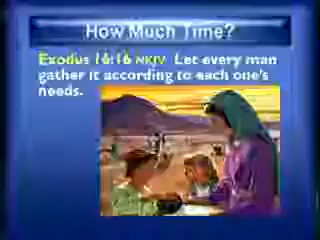 How Much Time?
Exodus 16:16 NKJV Let every man
gather it according to each one's
needs.